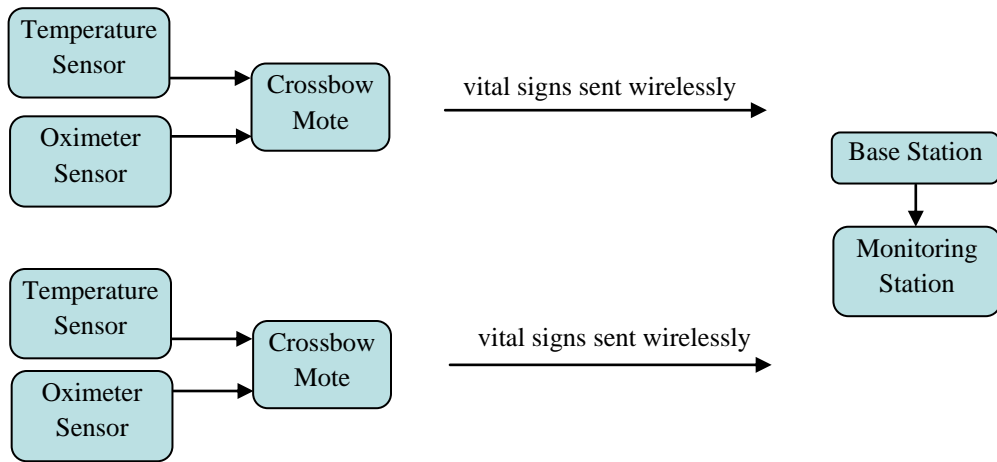 Temperature
Sensor
Oximeter
Sensor
Crossbow
Mote
vital signs sent wirelessly
Base Station
Monitoring
Station
Temperature
Sensor
Oximeter
Sensor
Crossbow
Mote
vital signs sent wirelessly